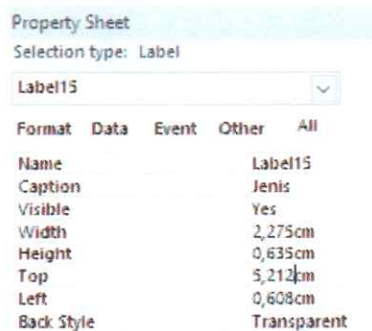 Property Sheet
Selection type: Label
Label15
Format Data Event Other All
Name Label15
Caption Jenis
Visible Yes
Width 2,275cm
Height 0,635cm
Top 5,212cm
Left 0,608cm
Back Style Transparent